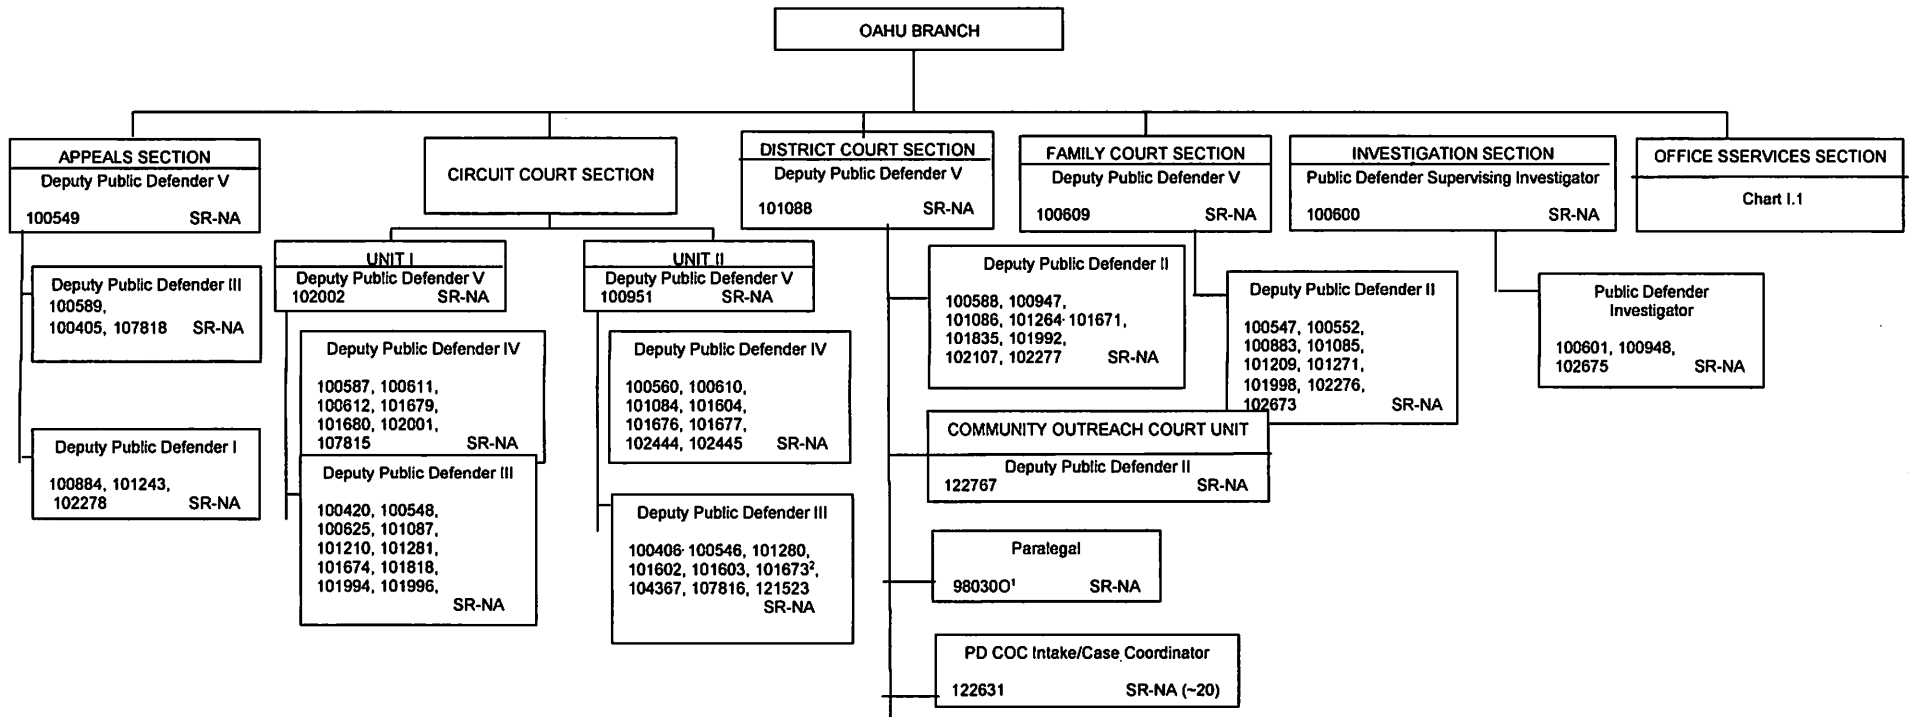 OAHU BRANCH
APPEALS SECTION
Deputy Public Defender V
100549 SR-NA
Deputy Public Defender III
100589,
100405, 107818 SR-NA
Deputy Public Defender I
100884, 101243,
102278 SR-NA
CIRCUIT COURT SECTION
UNIT I
Deputy Public Defender V
102002 SR-NA
Deputy Public Defender IV
100587, 100611,
100612, 101679,
101680, 102001,
107815 SR-NA
Deputy Public Defender III
100420, 100548,
100625, 101087,
101210, 101281,
101674, 101818,
101994, 101996,
SR-NA
UNIT II
Deputy Public Defender V
100951 SR-NA
Deputy Public Defender IV
100560, 100610,
101084, 101604,
101676, 101677,
102444, 102445 SR-NA
Deputy Public Defender III
100406· 100546, 101280,
101602, 101603, 101673²,
104367, 107816, 121523
SR-NA
DISTRICT COURT SECTION
Deputy Public Defender V
101088 SR-NA
Deputy Public Defender II
100588, 100947,
101086, 101264· 101671,
101835, 101992,
102107, 102277 SR-NA
COMMUNITY OUTREACH COURT UNIT
Deputy Public Defender II
122767 SR-NA
Paralegal
98030O¹ SR-NA
PD COC Intake/Case Coordinator
122631 SR-NA (~20)
FAMILY COURT SECTION
Deputy Public Defender V
100609 SR-NA
Deputy Public Defender II
100547, 100552,
100883, 101085,
101209, 101271,
101998, 102276,
102673 SR-NA
INVESTIGATION SECTION
Public Defender Supervising Investigator
100600 SR-NA
Public Defender
Investigator
100601, 100948,
102675 SR-NA
OFFICE SSERVICES SECTION
Chart I.1